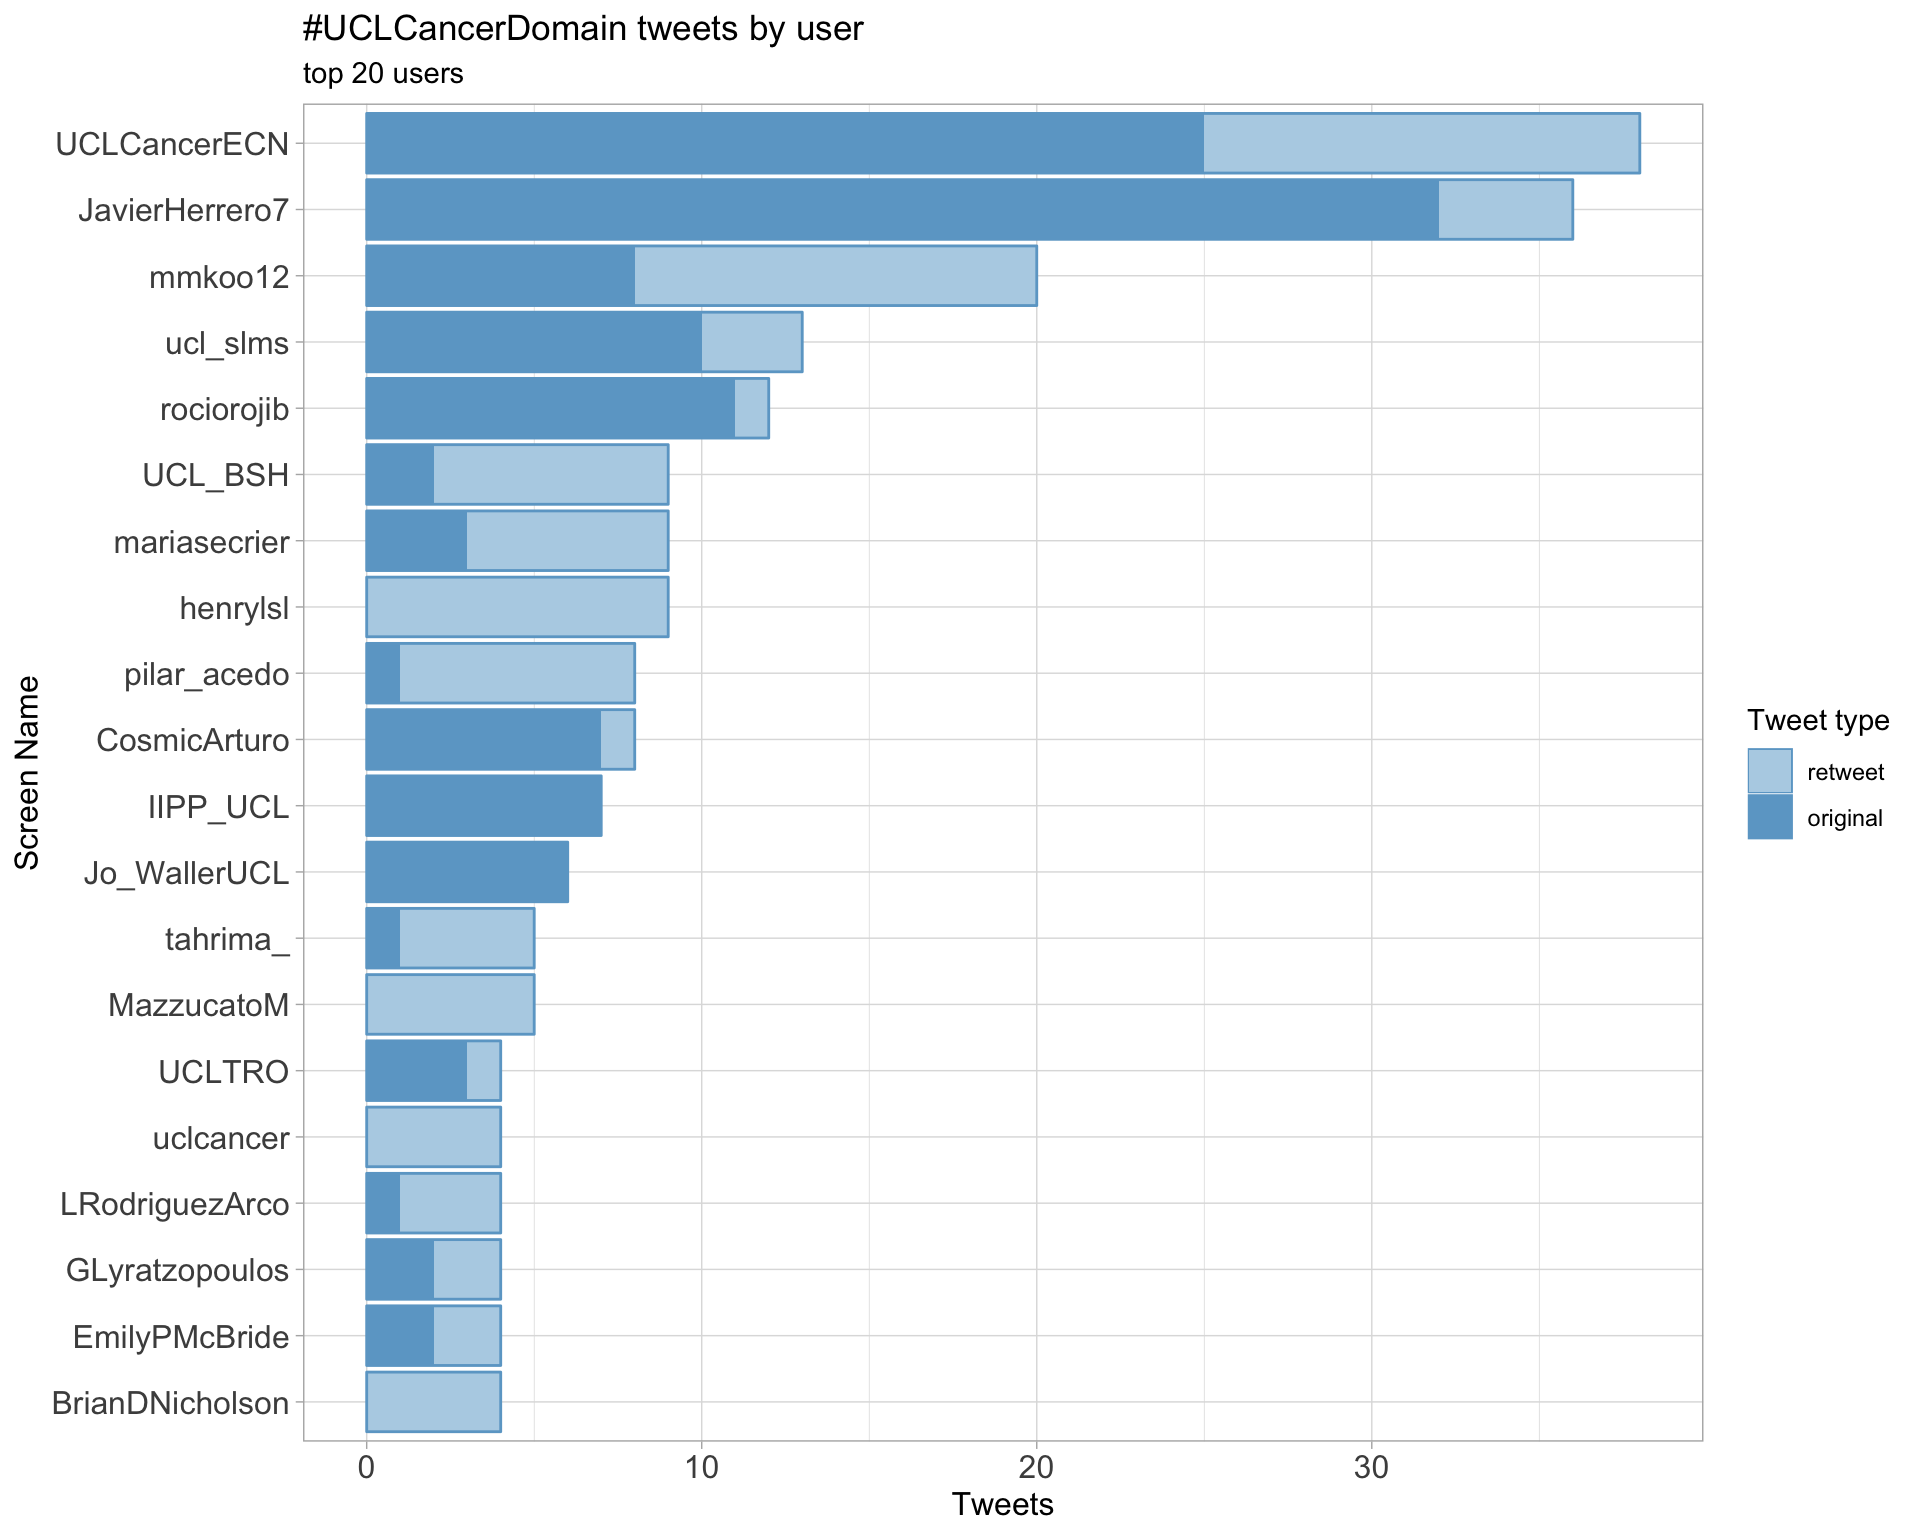 #UCLCancerDomain tweets by user
top 20 users
UCLCancerECN
JavierHerrero7
mmkoo12
ucl_slms
rociorojib
UCL_BSH
mariasecrier
henrylsl
pilar_acedo
CosmicArturo
IIPP_UCL
Jo_WallerUCL
tahrima_
MazzucatoM
UCLTRO
uclcancer
LRodriguezArco
GLyratzopoulos
EmilyPMcBride
BrianDNicholson
Screen Name
0 10 20 30
Tweets
Tweet type
retweet
original